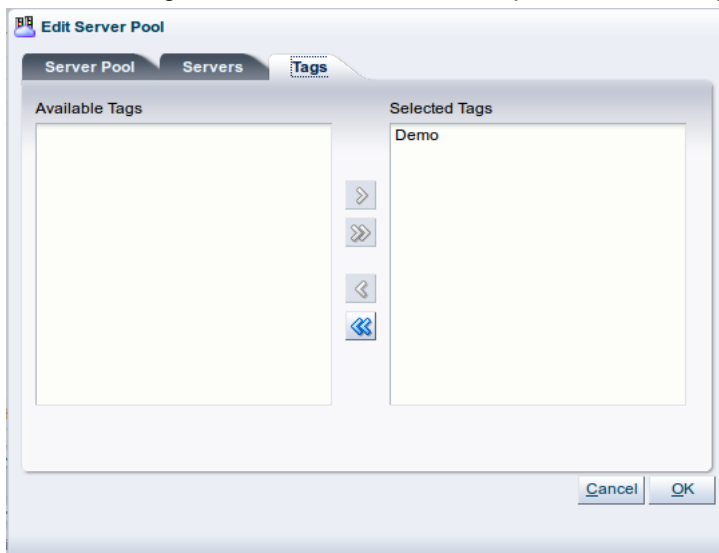 Edit Server Pool
Server Pool Servers Tags
Available Tags Selected Tags
Demo
Cancel OK